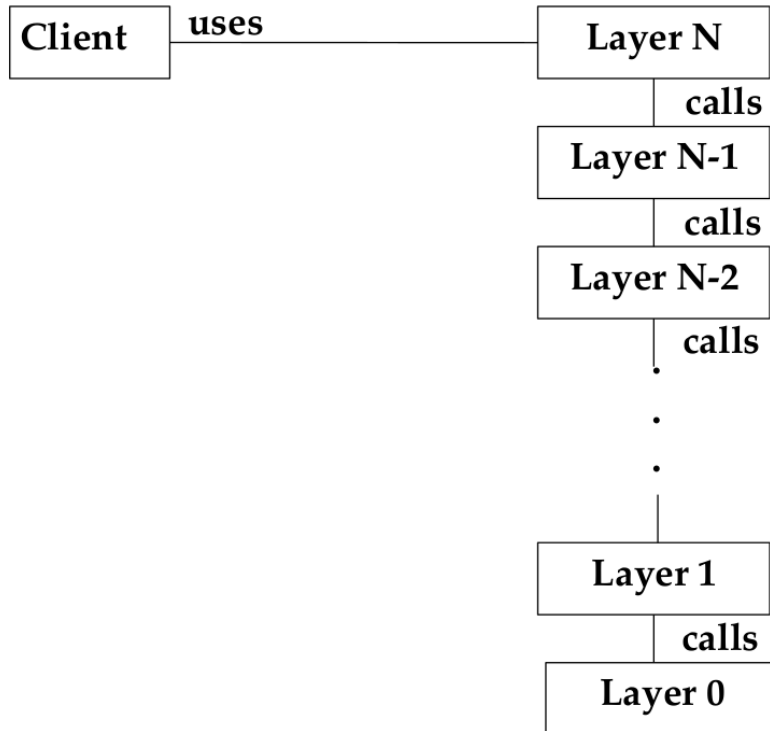 Client
uses
Layer N
calls
Layer N-1
calls
Layer N-2
calls
.
.
.
Layer 1
calls
Layer 0